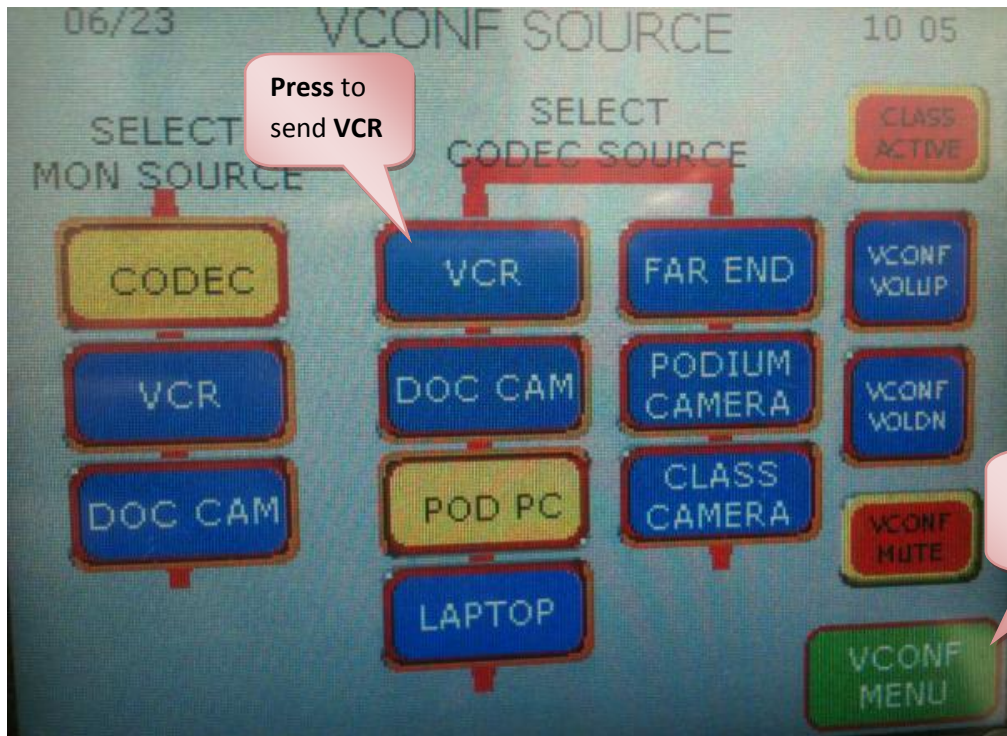 06/23
VCONF SOURCE
10 05
Press to
send VCR
SELECT
MON SOURCE
SELECT
CODEC SOURCE
CLASS
ACTIVE
CODEC
VCR
DOC CAM
VCR
DOC CAM
POD PC
LAPTOP
FAR END
PODIUM
CAMERA
CLASS
CAMERA
VCONF
VOLUP
VCONF
VOLDN
VCONF
MUTE
VCONF
MENU